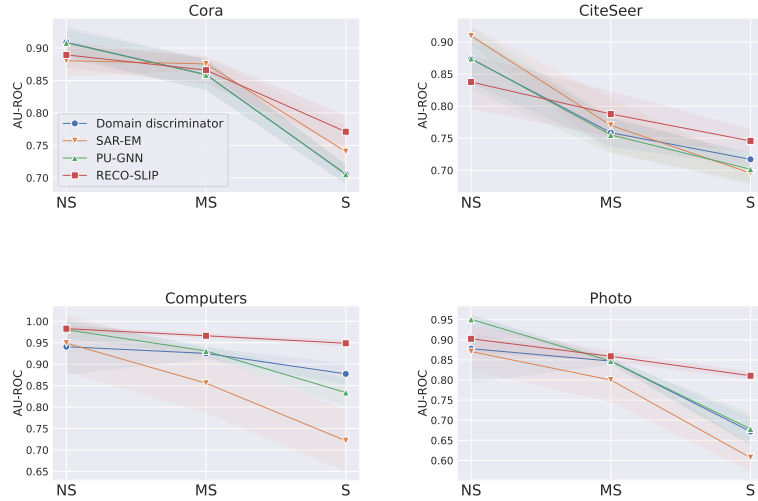 Cora
AU-ROC
0.90
0.85
0.80
0.75
0.70
Domain discriminator
SAR-EM
PU-GNN
RECO-SLIP
NS MS S
CiteSeer
AU-ROC
0.90
0.85
0.80
0.75
0.70
NS MS S
Computers
AU-ROC
1.00
0.95
0.90
0.85
0.80
0.75
0.70
0.65
NS MS S
Photo
AU-ROC
0.95
0.90
0.85
0.80
0.75
0.70
0.65
0.60
NS MS S